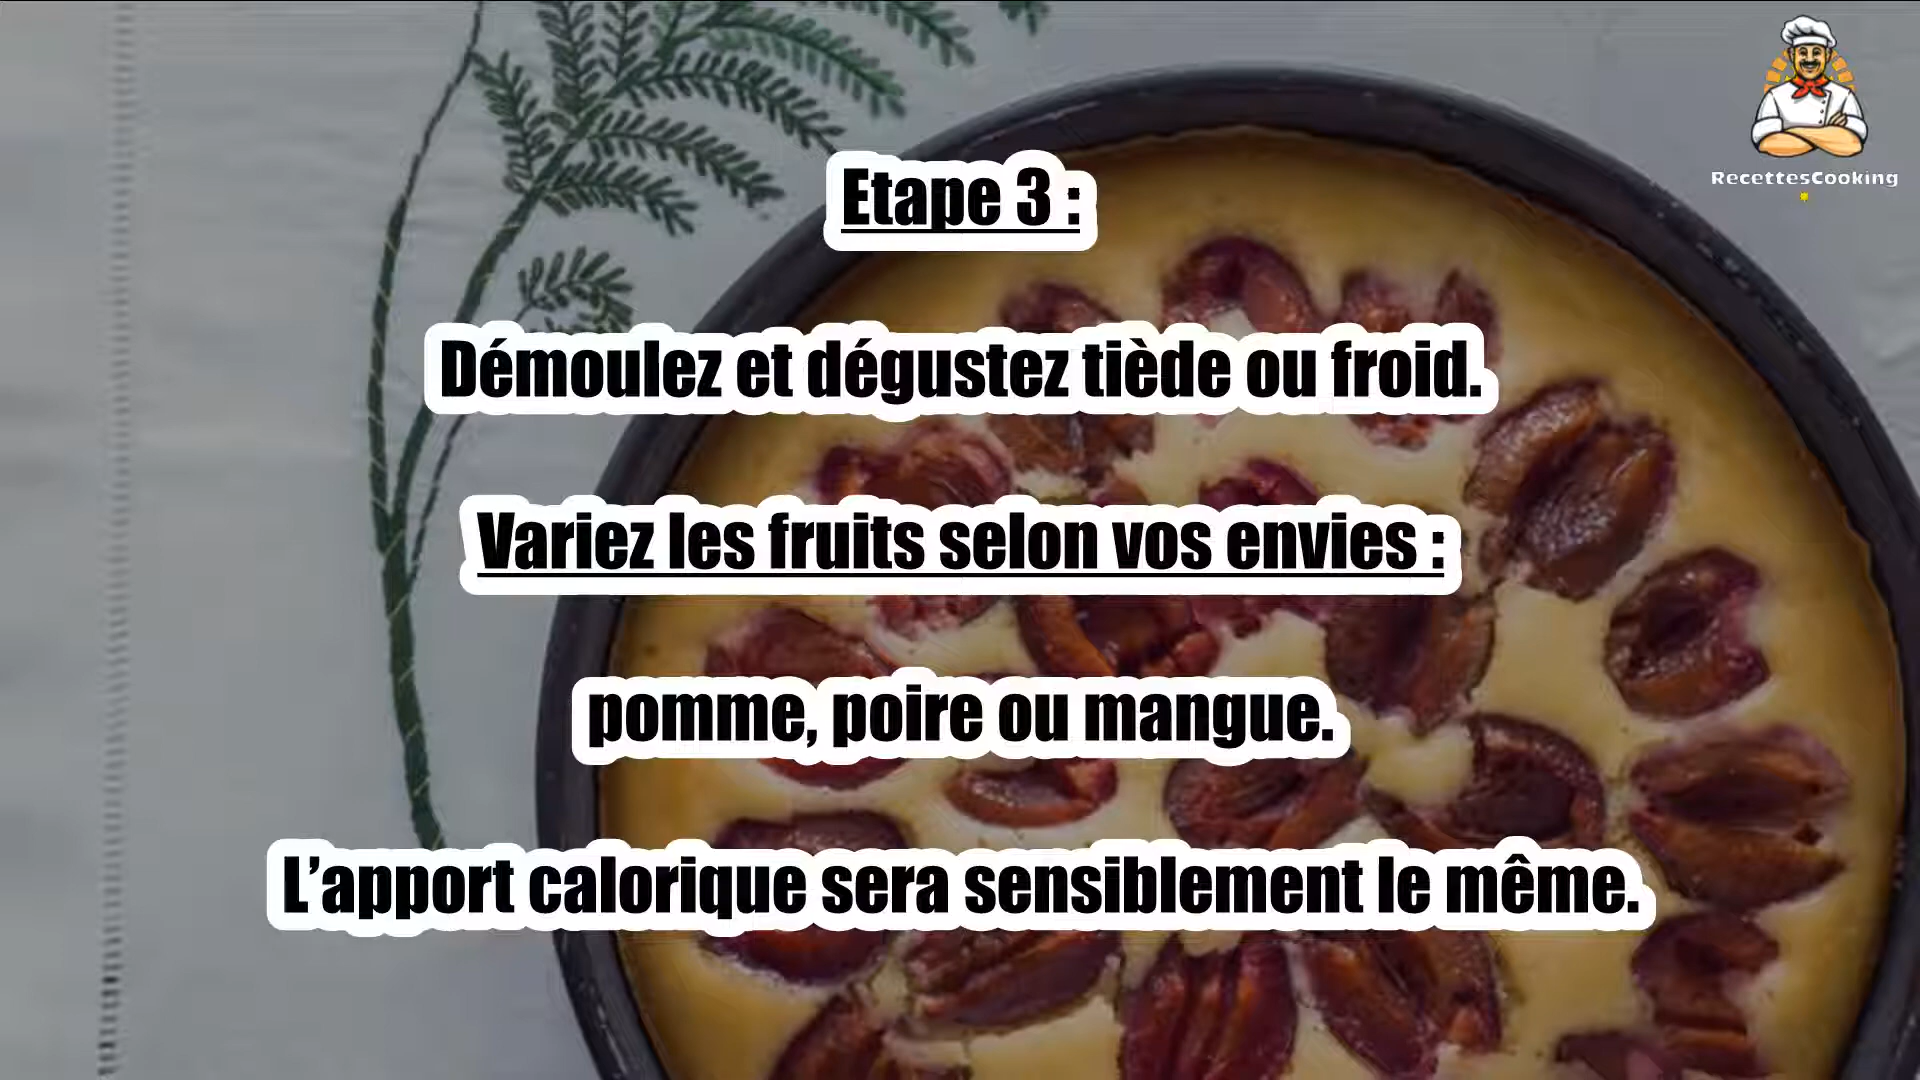 RecettesCooking
Etape 3 :
Démoulez et dégustez tiède ou froid.
Variez les fruits selon vos envies :
pomme, poire ou mangue.
L’apport calorique sera sensiblement le même.